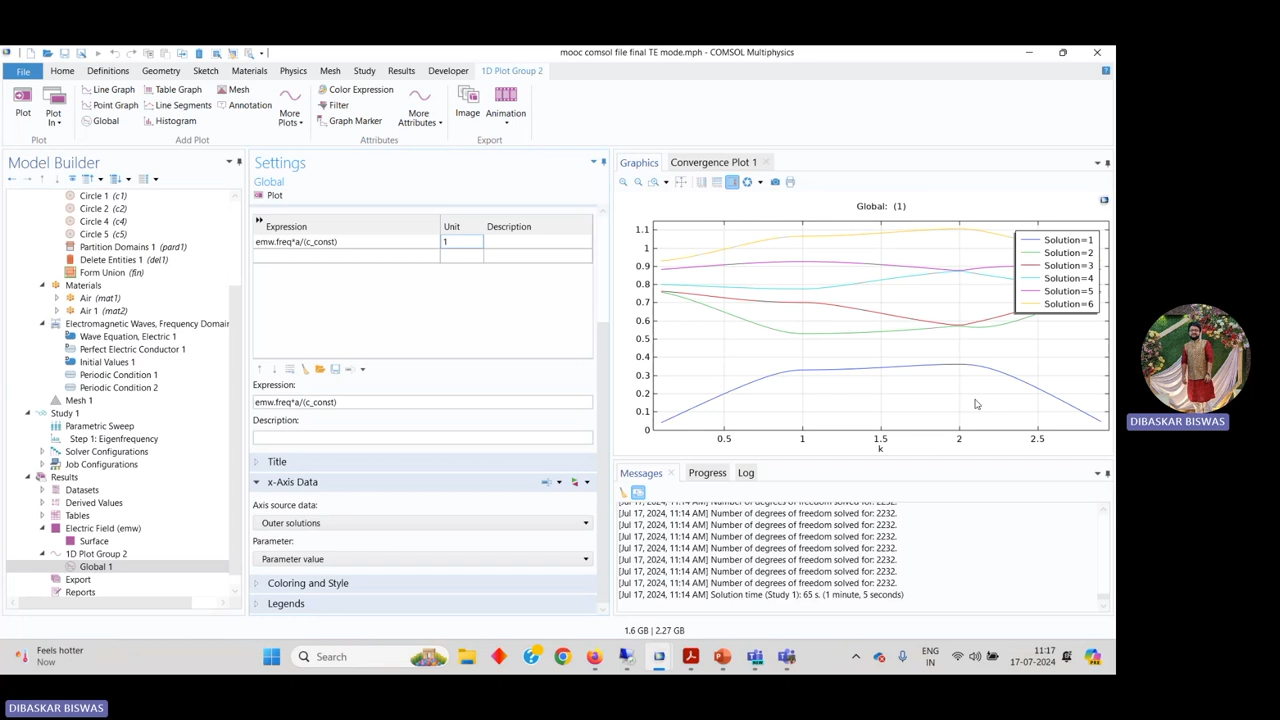 mooc comsol file final TE mode.mph - COMSOL Multiphysics
File Home Definitions Geometry Sketch Materials Physics Mesh Study Results Developer 1D Plot Group 2
Plot
Plot In
Line Graph Table Graph Mesh
Point Graph Line Segments Annotation
Global Histogram
More Plots
Color Expression
Filter
Graph Marker
More Attributes
Image
Animation
Plot Add Plot Attributes Export
Model Builder
Circle 1 (c1)
Circle 2 (c2)
Circle 4 (c4)
Circle 5 (c5)
Partition Domains 1 (pard1)
Delete Entities 1 (del1)
Form Union (fin)
Materials
Air (mat1)
Air 1 (mat2)
Electromagnetic Waves, Frequency Domain
Wave Equation, Electric 1
Perfect Electric Conductor 1
Initial Values 1
Periodic Condition 1
Periodic Condition 2
Mesh 1
Study 1
Parametric Sweep
Step 1: Eigenfrequency
Solver Configurations
Job Configurations
Results
Datasets
Derived Values
Tables
Electric Field (emw)
Surface
1D Plot Group 2
Global 1
Export
Reports
Settings
Global
Plot
Expression Unit Description
emw.freq*a/(c_const) 1
Expression:
emw.freq*a/(c_const)
Description:
Title
x-Axis Data
Axis source data:
Outer solutions
Parameter:
Parameter value
Coloring and Style
Legends
Graphics Convergence Plot 1
Global: (1)
1.1
1
0.9
0.8
0.7
0.6
0.5
0.4
0.3
0.2
0.1
0
0.5 1 1.5 2 2.5
k
Solution=1
Solution=2
Solution=3
Solution=4
Solution=5
Solution=6
Messages Progress Log
[Jul 17, 2024, 11:14 AM] Number of degrees of freedom solved for: 2232.
[Jul 17, 2024, 11:14 AM] Number of degrees of freedom solved for: 2232.
[Jul 17, 2024, 11:14 AM] Number of degrees of freedom solved for: 2232.
[Jul 17, 2024, 11:14 AM] Number of degrees of freedom solved for: 2232.
[Jul 17, 2024, 11:14 AM] Number of degrees of freedom solved for: 2232.
[Jul 17, 2024, 11:14 AM] Number of degrees of freedom solved for: 2232.
[Jul 17, 2024, 11:14 AM] Number of degrees of freedom solved for: 2232.
[Jul 17, 2024, 11:14 AM] Number of degrees of freedom solved for: 2232.
[Jul 17, 2024, 11:14 AM] Solution time (Study 1): 65 s. (1 minute, 5 seconds)
1.6 GB | 2.27 GB
Feels hotter
Now
Search
ENG
IN
11:17
17-07-2024
DIBASKAR BISWAS
DIBASKAR BISWAS